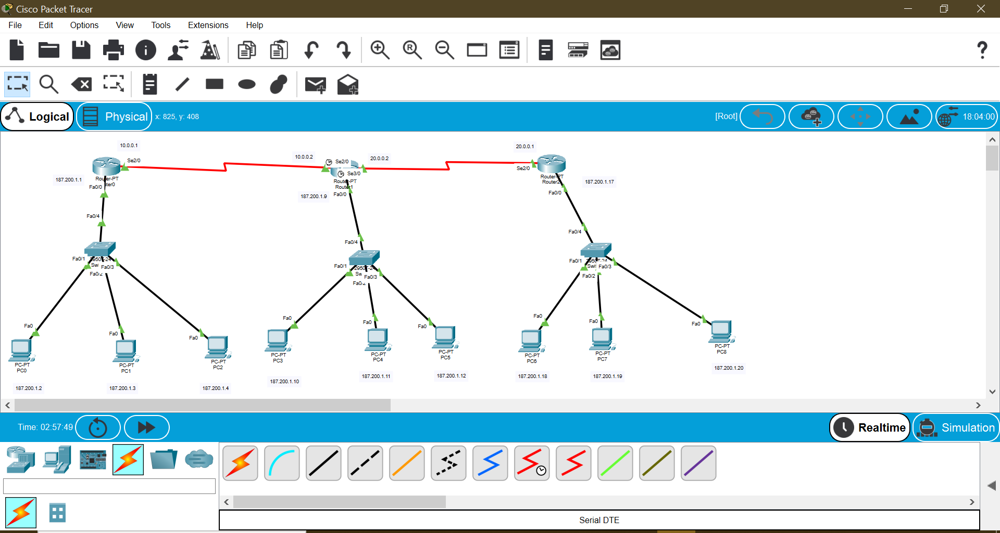 Cisco Packet Tracer
File Edit Options View Tools Extensions Help
Logical Physical x: 825, y: 408 [Root] 18:04:00
10.0.0.1
Se2/0
187.200.1.1
Router-PT
Fa0/0
Fa0/4
10.0.0.2
Se2/0
20.0.0.2
Se3/0
Router-PT
Router1
187.200.1.9
Fa0/0
Fa0/4
20.0.0.1
Se2/0
Router-PT
Router2
187.200.1.17
Fa0/0
Fa0/4
Fa0/1
2950T-24
Fa0/3
Fa0/2
Fa0/1
2950T-24
Fa0/3
Fa0/2
Fa0/1
2950T-24
Fa0/3
Fa0/2
Fa0
PC-PT
PC0
187.200.1.2
Fa0
PC-PT
PC1
187.200.1.3
Fa0
PC-PT
PC2
187.200.1.4
Fa0
PC-PT
PC3
187.200.1.10
Fa0
PC-PT
PC4
187.200.1.11
Fa0
PC-PT
PC5
187.200.1.12
Fa0
PC-PT
PC6
187.200.1.18
Fa0
PC-PT
PC7
187.200.1.19
Fa0
PC-PT
PC8
187.200.1.20
Time: 02:57:49 Realtime Simulation
Serial DTE